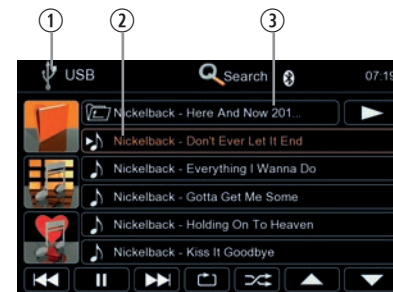 1 2 3
USB Search 07:19
Nickelback - Here And Now 201...
Nickelback - Don't Ever Let It End
Nickelback - Everything I Wanna Do
Nickelback - Gotta Get Me Some
Nickelback - Holding On To Heaven
Nickelback - Kiss It Goodbye